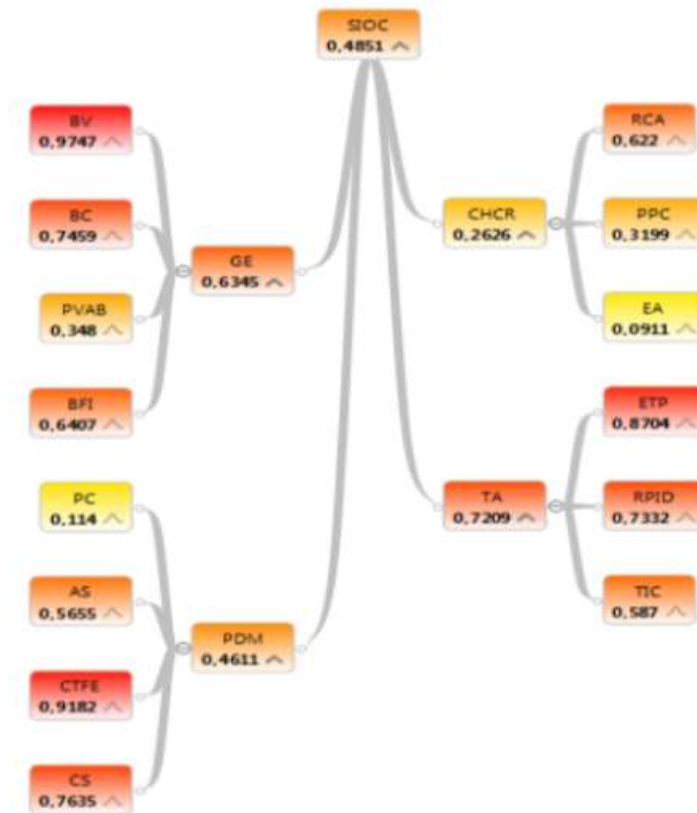 SIOC
0,4851
BV
0,9747
BC
0,7459
PVAB
0,348
BFI
0,6407
GE
0,6345
PC
0,114
AS
0,5655
CTFE
0,9182
CS
0,7635
PDM
0,4611
CHCR
0,2626
RCA
0,622
PPC
0,3199
EA
0,0911
TA
0,7209
ETP
0,8704
RPID
0,7332
TIC
0,587